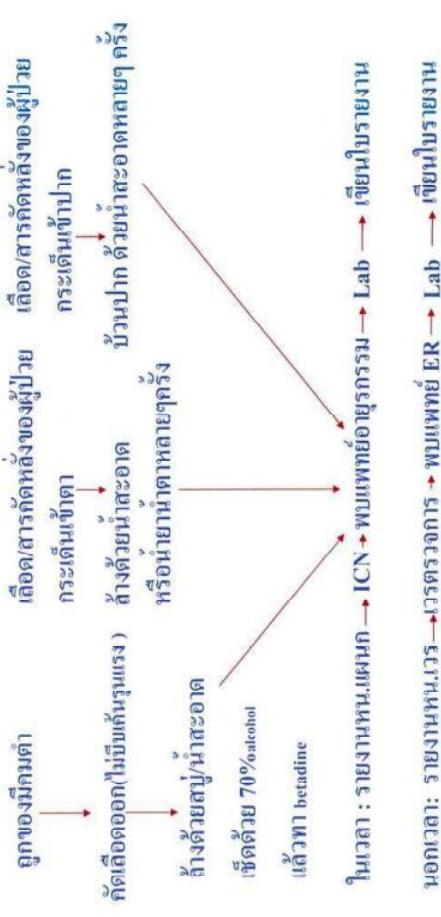 ถูกของมีคมตำ
คัดเลือดออก(ไม่บีบเค้นรุนแรง )
ล้างด้วยสบู่/น้ำสะอาด
เช็ดด้วย 70%alcohol
แล้วทา betadine
เลือด/สารคัดหลั่งของผู้ป่วย
กระเด็นเข้าตา
ล้างด้วยน้ำสะอาด
หรือน้ำยาน้ำตาหลายๆครั้ง
เลือด/สารคัดหลั่งของผู้ป่วย
กระเด็นเข้าปาก
บ้วนปาก ด้วยน้ำสะอาดหลายๆ ครั้ง
ในเวลา : รายงานหน.แผนก → ICN → พบแพทย์อายุรกรรม → Lab → เขียนใบรายงาน
นอกเวลา: รายงานหน.เวร → เวรตรวจการ → พบแพทย์ ER → Lab → เขียนใบรายงาน